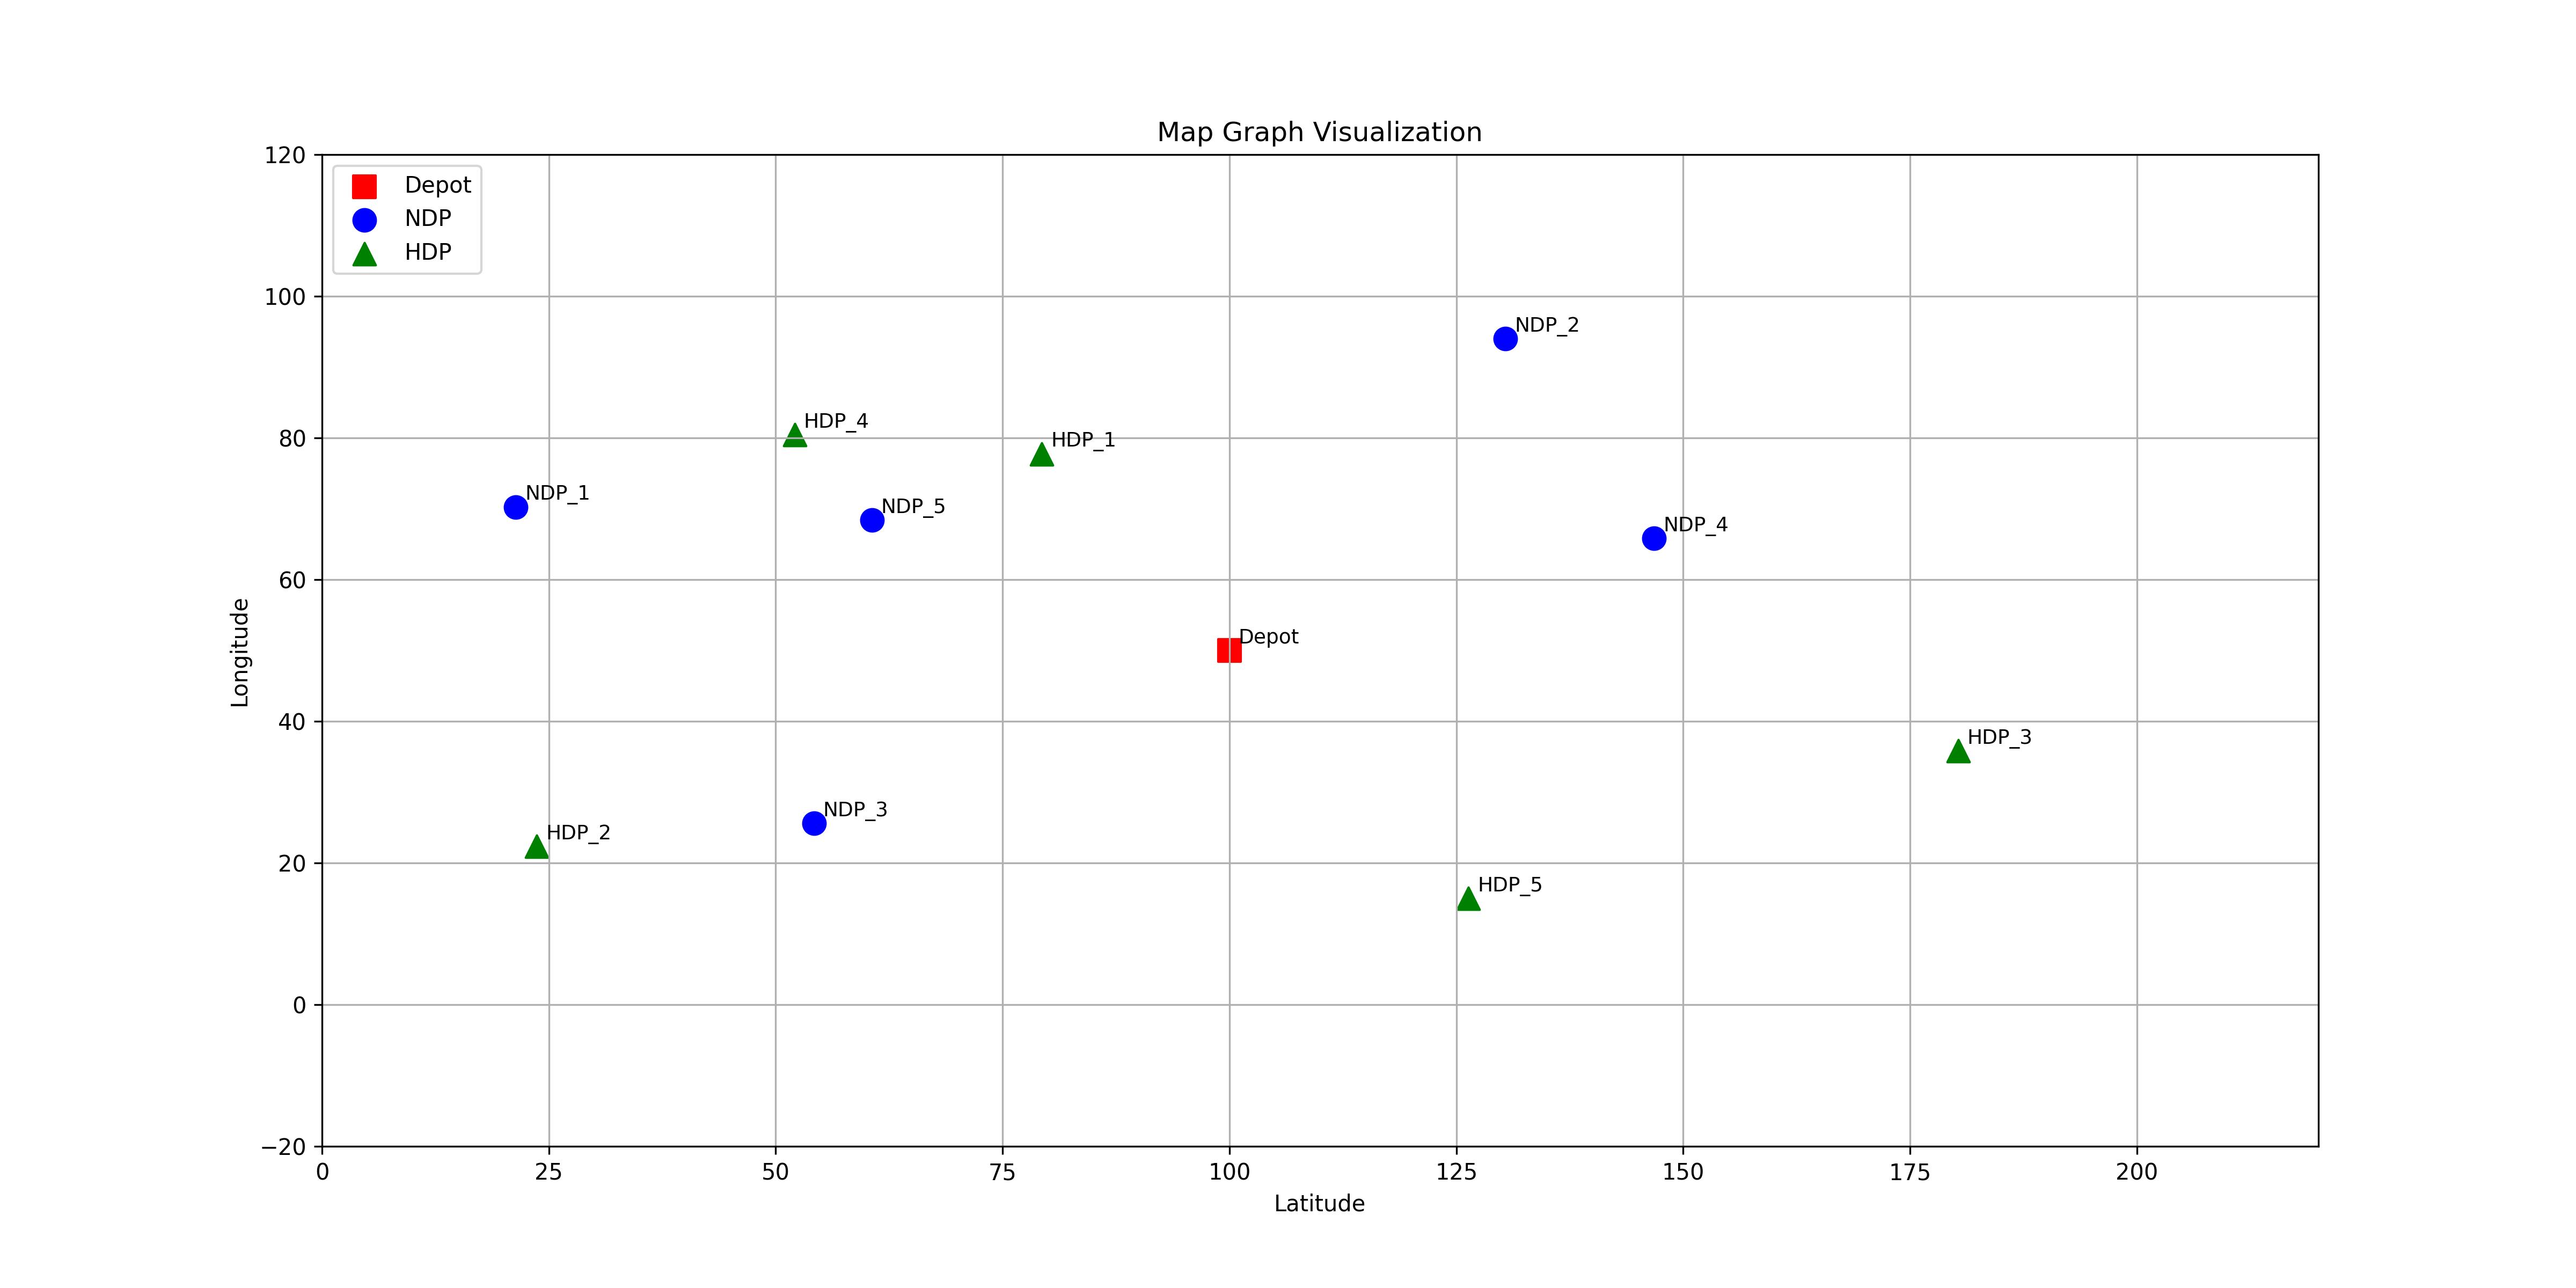 Map Graph Visualization
120
100
80
60
40
20
0
−20
Longitude
Depot
NDP
HDP
NDP_2
HDP_4
HDP_1
NDP_1
NDP_5
NDP_4
Depot
HDP_3
NDP_3
HDP_2
HDP_5
0 25 50 75 100 125 150 175 200
Latitude